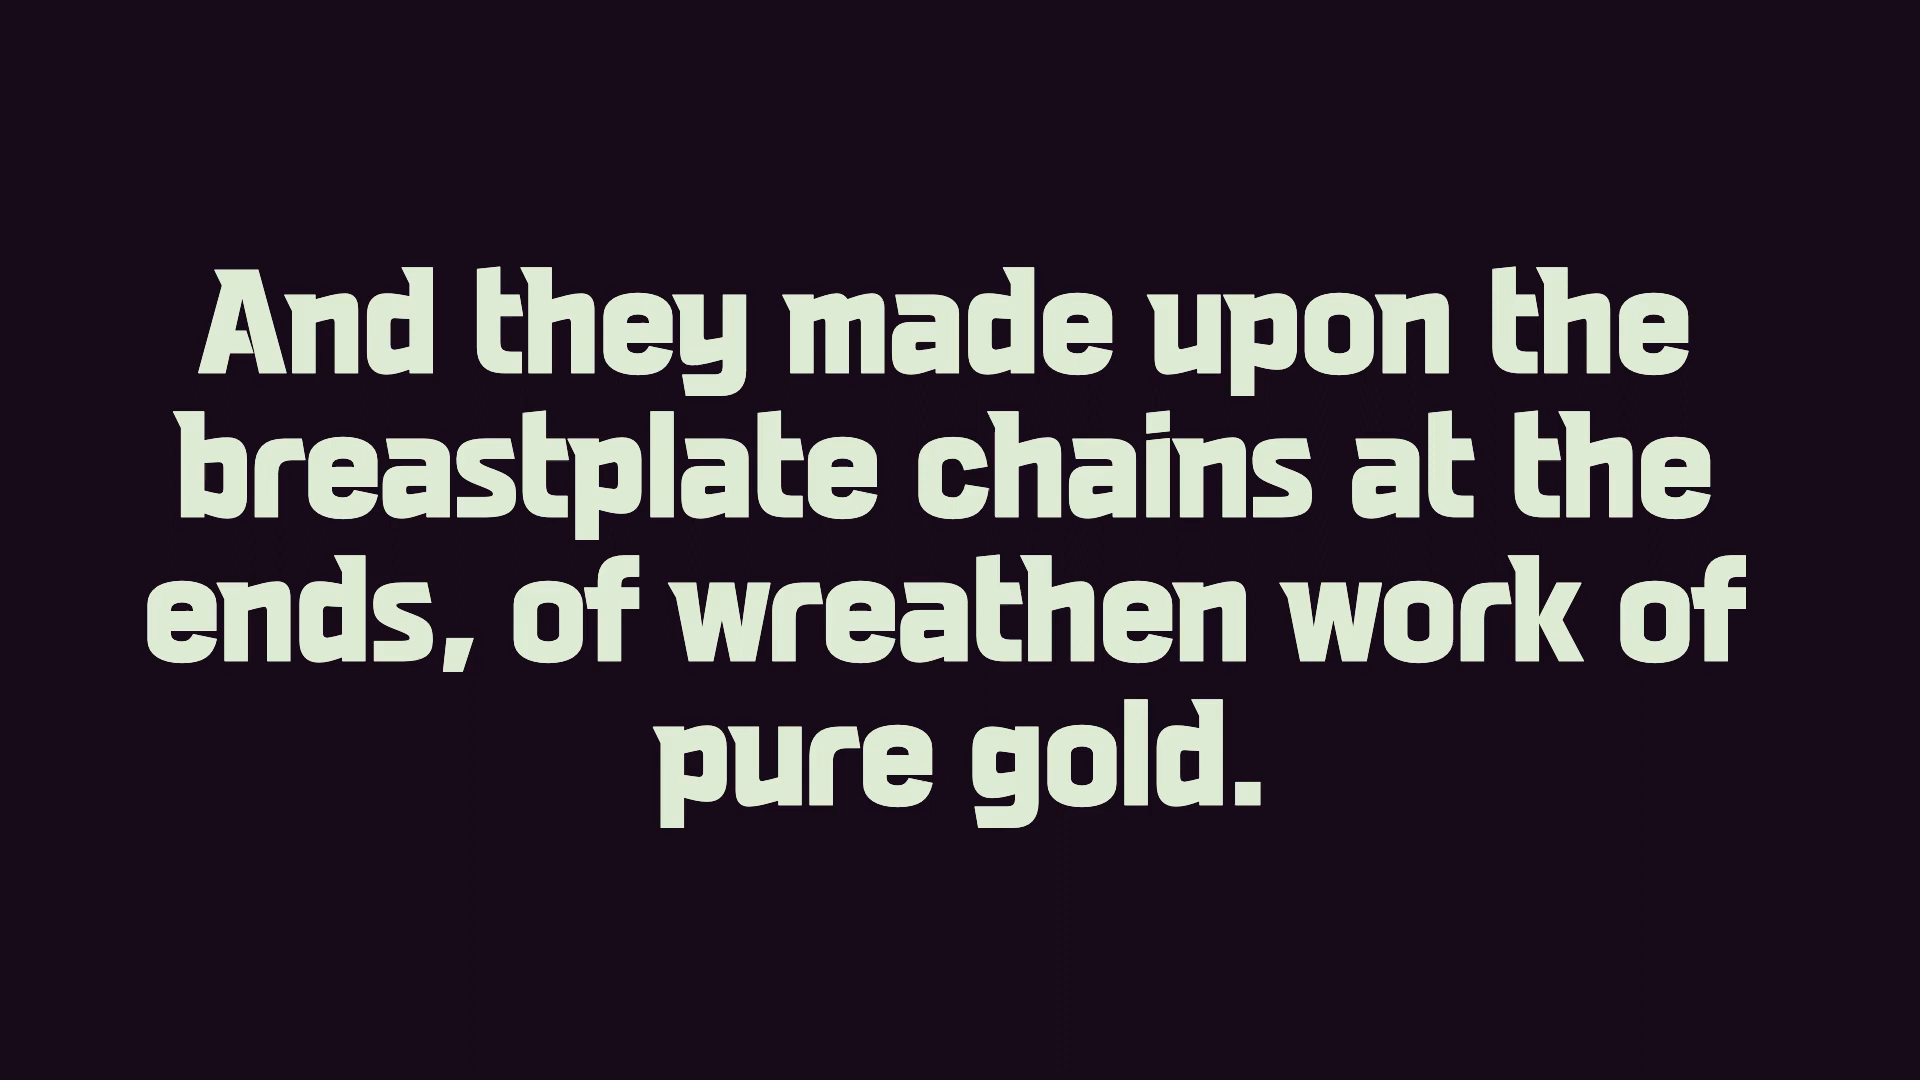 And they made upon the
breastplate chains at the
ends, of wreathen work of
pure gold.